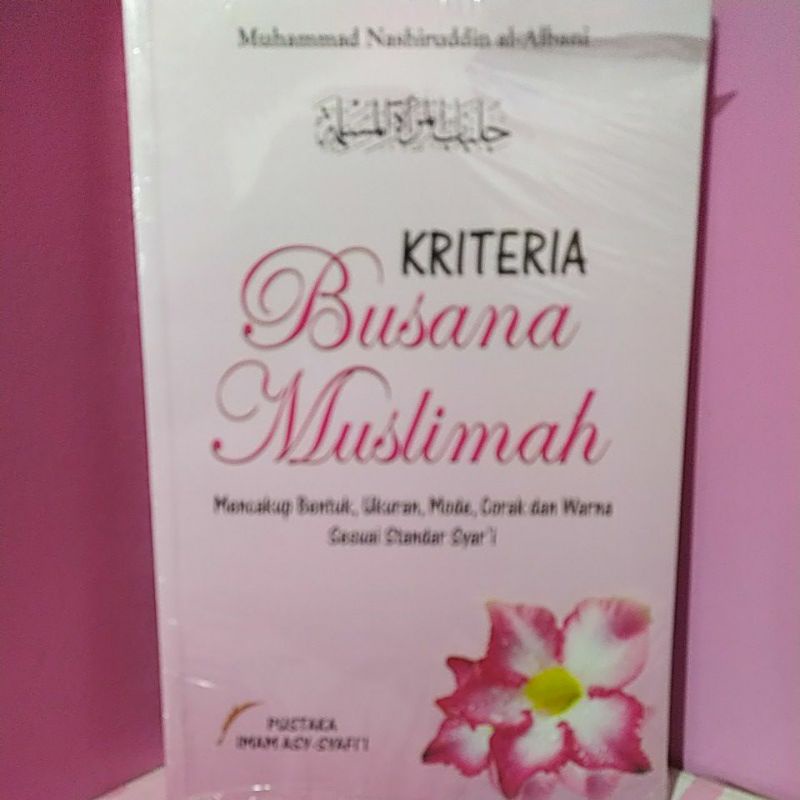 Muhammad Nashiruddin al-Albani
جلباب المرأة المسلمة
KRITERIA
Busana
Muslimah
Mencakup Bentuk, Ukuran, Mode, Corak dan Warna
Sesuai Standar Syar'i
PUSTAKA
IMAM ASY-SYAFI'I